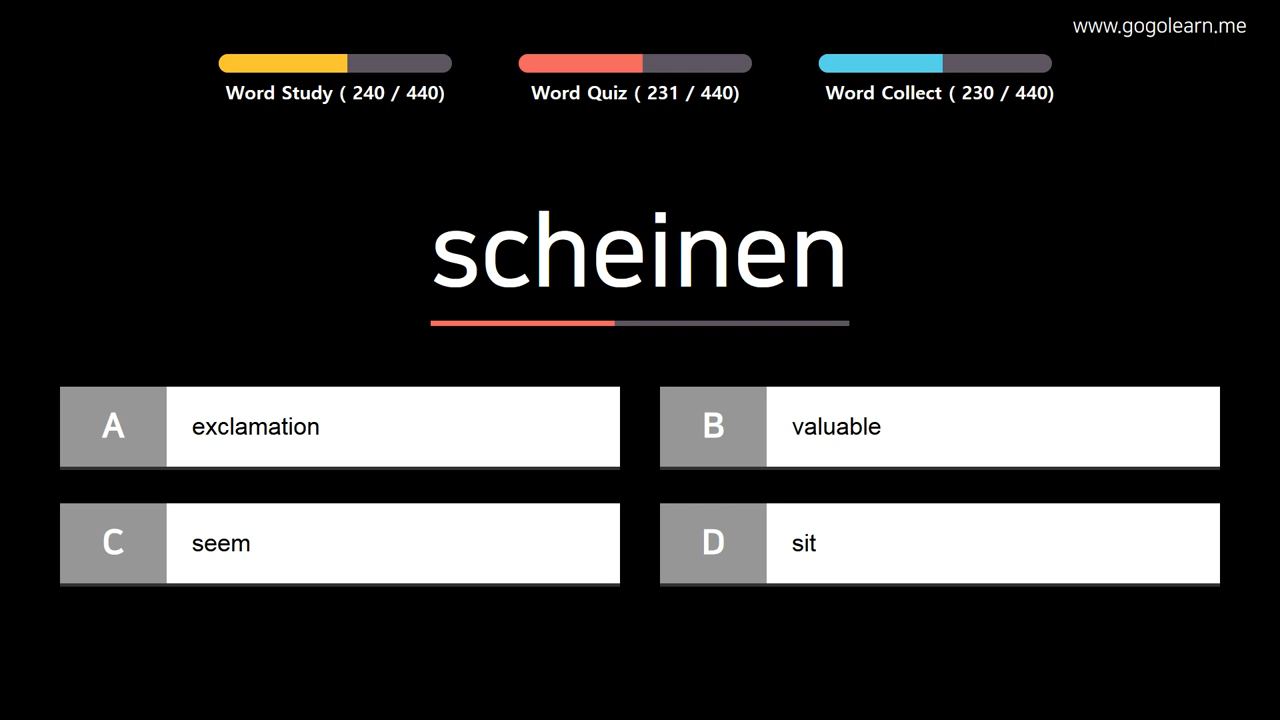 www.gogolearn.me
Word Study ( 240 / 440)
Word Quiz ( 231 / 440)
Word Collect ( 230 / 440)
scheinen
A exclamation
B valuable
C seem
D sit